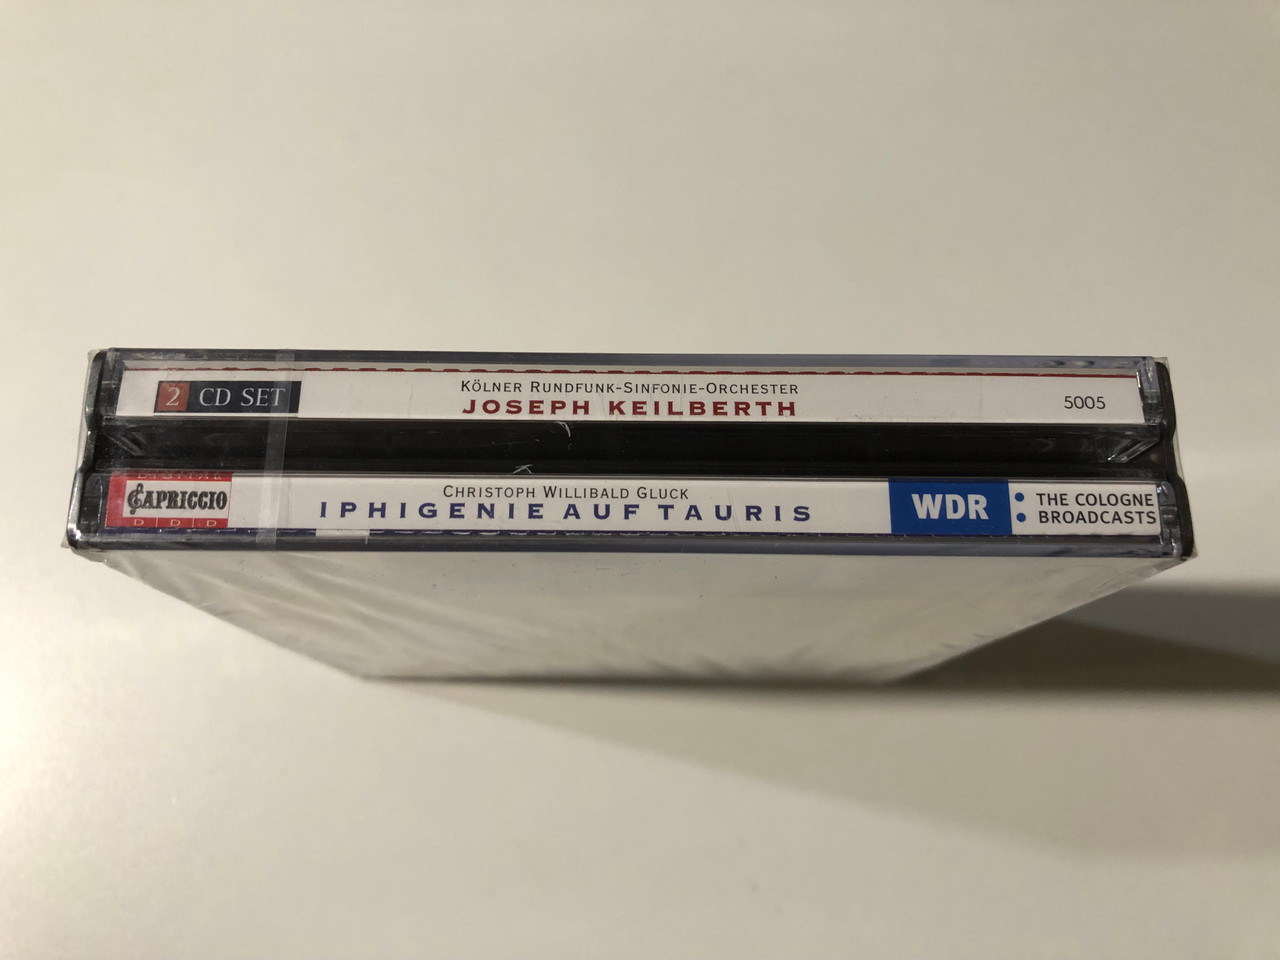 2 CD SET
KÖLNER RUNDFUNK-SINFONIE-ORCHESTER
JOSEPH KEILBERTH
5005
DIGITAL
CAPRICCIO
D D D
CHRISTOPH WILLIBALD GLUCK
IPHIGENIE AUF TAURIS
WDR
: THE COLOGNE
BROADCASTS